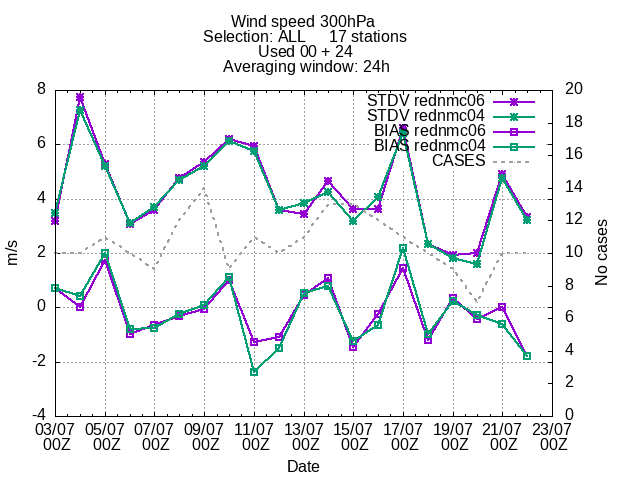 Wind speed 300hPa
Selection: ALL 17 stations
Used 00 + 24
Averaging window: 24h
STDV rednmc06
STDV rednmc04
BIAS rednmc06
BIAS rednmc04
CASES
8
6
4
2
0
-2
-4
m/s
20
18
16
14
12
10
8
6
4
2
0
No cases
03/07 05/07 07/07 09/07 11/07 13/07 15/07 17/07 19/07 21/07 23/07
00Z 00Z 00Z 00Z 00Z 00Z 00Z 00Z 00Z 00Z 00Z
Date